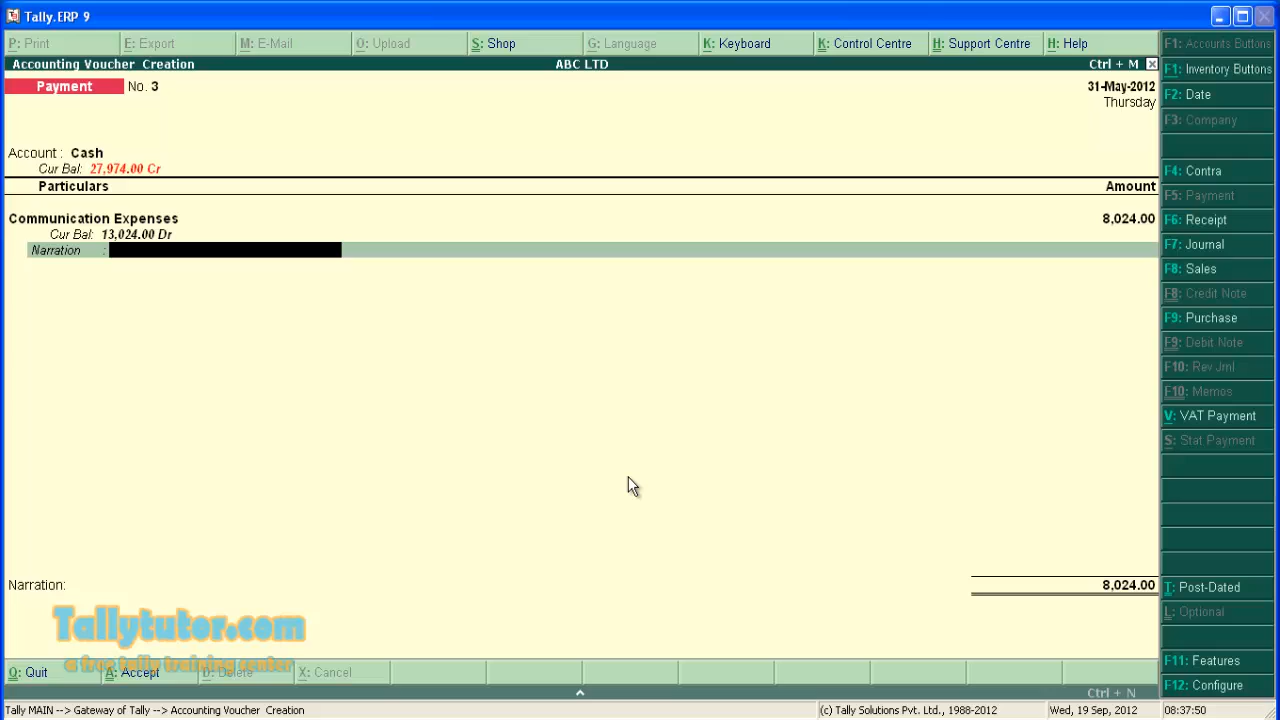 Tally.ERP 9
P: Print E: Export M: E-Mail O: Upload S: Shop G: Language K: Keyboard K: Control Centre H: Support Centre H: Help
Accounting Voucher Creation ABC LTD Ctrl + M
Payment No. 3 31-May-2012
Thursday
Account : Cash
Cur Bal: 27,974.00 Cr
Particulars Amount
Communication Expenses 8,024.00
Cur Bal: 13,024.00 Dr
Narration :
Narration: 8,024.00
Tallytutor.com
a free tally training center
Q: Quit A: Accept D: Delete X: Cancel
Ctrl + N
Tally MAIN --> Gateway of Tally --> Accounting Voucher Creation (c) Tally Solutions Pvt. Ltd., 1988-2012 Wed, 19 Sep, 2012 08:37:50
F1: Accounts Buttons
F1: Inventory Buttons
F2: Date
F3: Company
F4: Contra
F5: Payment
F6: Receipt
F7: Journal
F8: Sales
F8: Credit Note
F9: Purchase
F9: Debit Note
F10: Rev Jrnl
F10: Memos
V: VAT Payment
S: Stat Payment
T: Post-Dated
L: Optional
F11: Features
F12: Configure